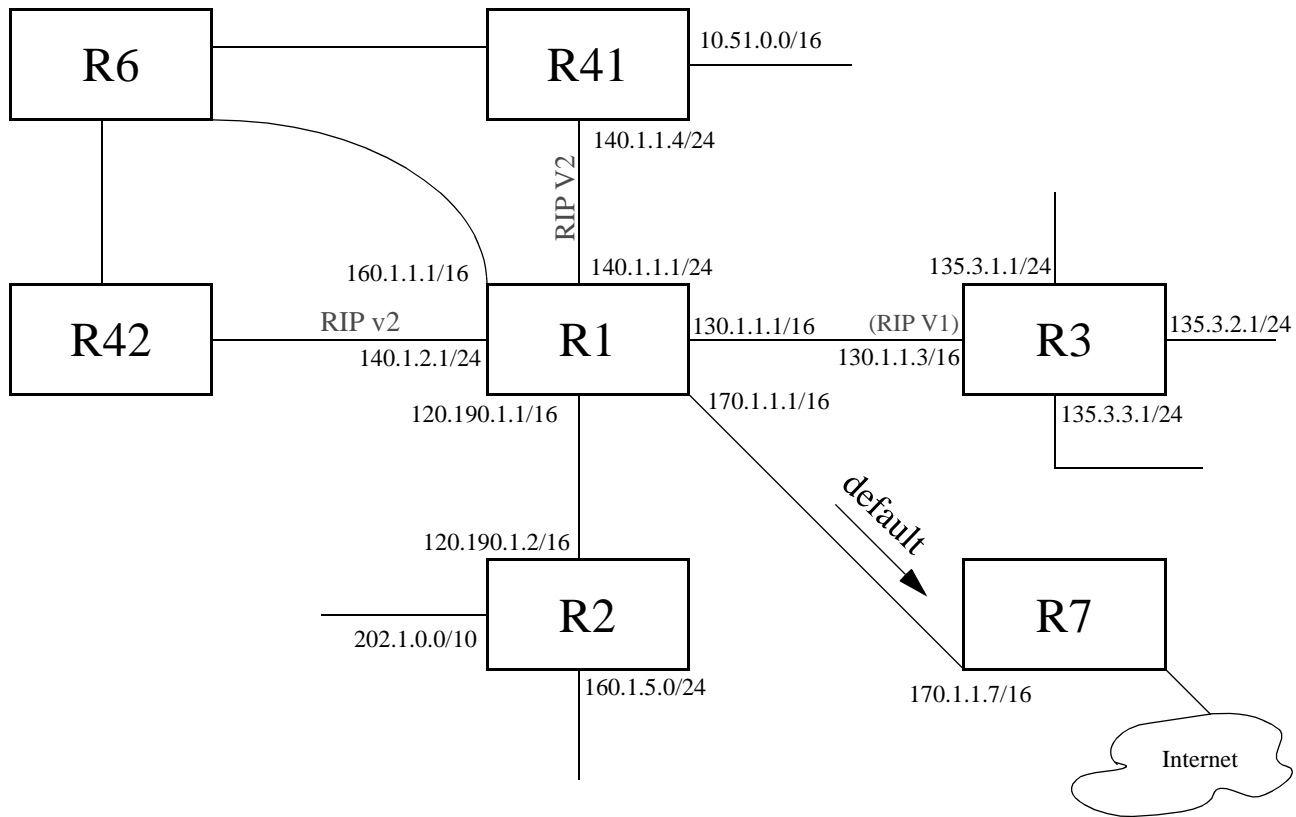 R6
R41
10.51.0.0/16
140.1.1.4/24
RIP V2
160.1.1.1/16
140.1.1.1/24
135.3.1.1/24
R42
RIP v2
140.1.2.1/24
R1
130.1.1.1/16
(RIP V1)
130.1.1.3/16
R3
135.3.2.1/24
120.190.1.1/16
170.1.1.1/16
135.3.3.1/24
default
120.190.1.2/16
R2
202.1.0.0/10
160.1.5.0/24
R7
170.1.1.7/16
Internet